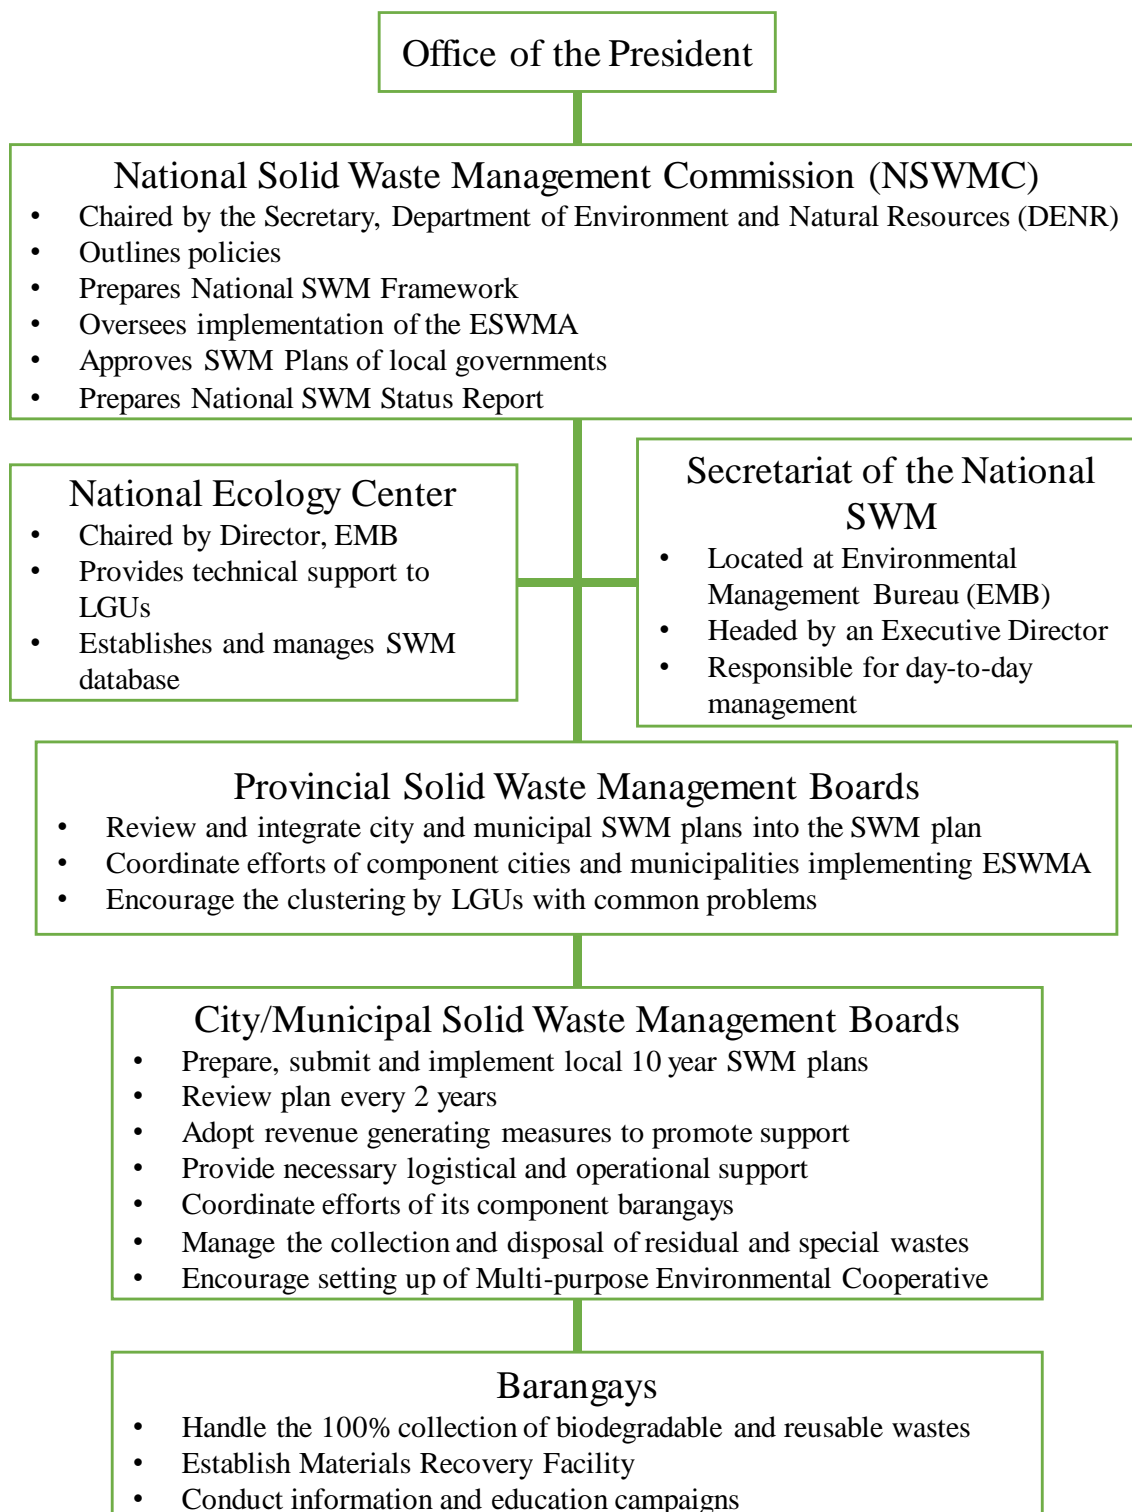 Office of the President
National Solid Waste Management Commission (NSWMC)
• Chaired by the Secretary, Department of Environment and Natural Resources (DENR)
• Outlines policies
• Prepares National SWM Framework
• Oversees implementation of the ESWMA
• Approves SWM Plans of local governments
• Prepares National SWM Status Report
National Ecology Center
• Chaired by Director, EMB
• Provides technical support to
LGUs
• Establishes and manages SWM
database
Secretariat of the National
SWM
• Located at Environmental
Management Bureau (EMB)
• Headed by an Executive Director
• Responsible for day-to-day
management
Provincial Solid Waste Management Boards
• Review and integrate city and municipal SWM plans into the SWM plan
• Coordinate efforts of component cities and municipalities implementing ESWMA
• Encourage the clustering by LGUs with common problems
City/Municipal Solid Waste Management Boards
• Prepare, submit and implement local 10 year SWM plans
• Review plan every 2 years
• Adopt revenue generating measures to promote support
• Provide necessary logistical and operational support
• Coordinate efforts of its component barangays
• Manage the collection and disposal of residual and special wastes
• Encourage setting up of Multi-purpose Environmental Cooperative
Barangays
• Handle the 100% collection of biodegradable and reusable wastes
• Establish Materials Recovery Facility
• Conduct information and education campaigns